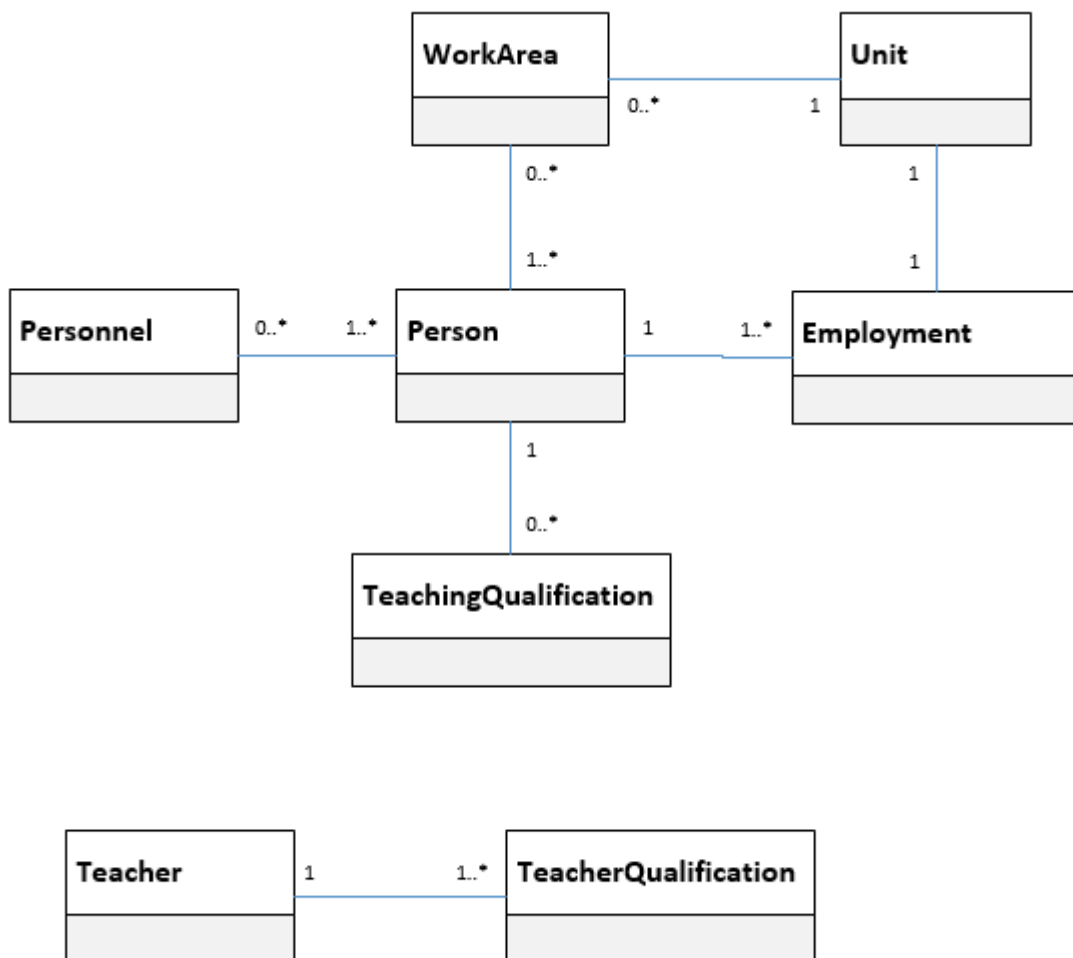 WorkArea
Unit
0..*
1
0..*
1
1..*
1
Personnel
0..*
1..*
Person
1
1..*
Employment
1
0..*
TeachingQualification
Teacher
1
1..*
TeacherQualification